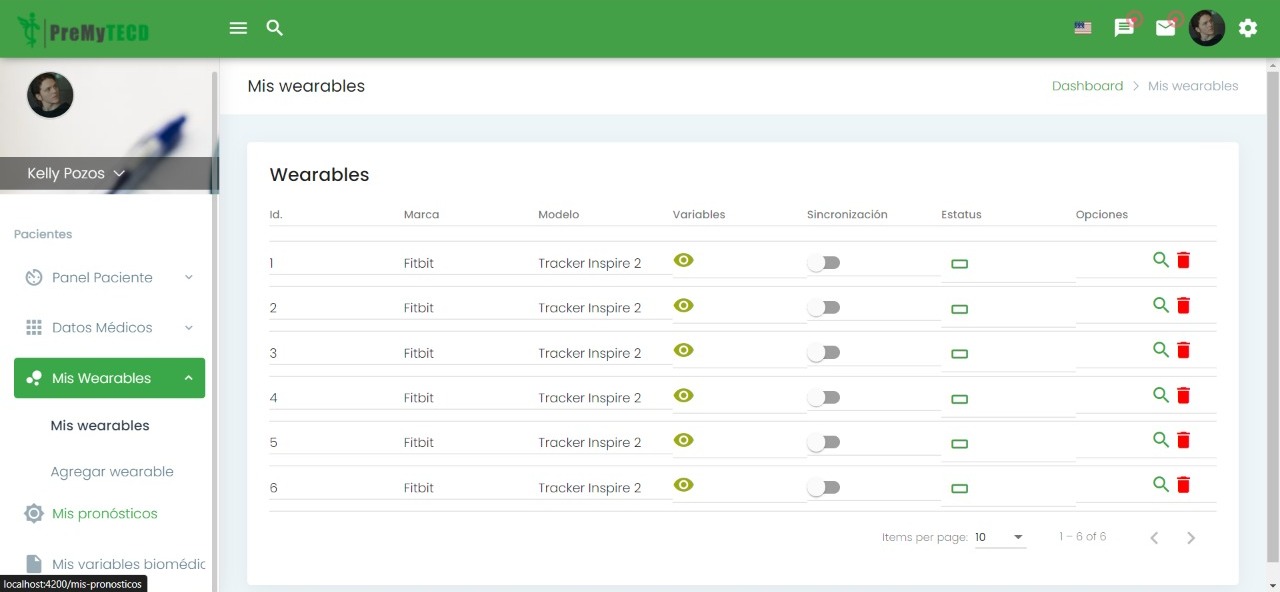 PreMyTECD
Mis wearables
Dashboard > Mis wearables
Kelly Pozos
Pacientes
Panel Paciente
Datos Médicos
Mis Wearables
Mis wearables
Agregar wearable
Mis pronósticos
Mis variables biomédic
localhost:4200/mis-pronosticos
Wearables
Id. Marca Modelo Variables Sincronización Estatus Opciones
1 Fitbit Tracker Inspire 2
2 Fitbit Tracker Inspire 2
3 Fitbit Tracker Inspire 2
4 Fitbit Tracker Inspire 2
5 Fitbit Tracker Inspire 2
6 Fitbit Tracker Inspire 2
Items per page: 10 1 – 6 of 6